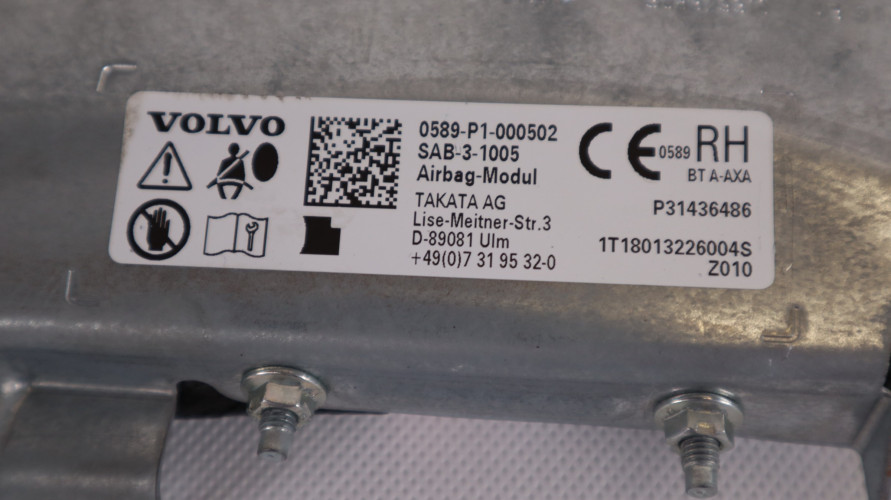 VOLVO
0589-P1-000502
SAB-3-1005
Airbag-Modul
TAKATA AG
Lise-Meitner-Str.3
D-89081 Ulm
+49(0)7 31 95 32-0
CE 0589 RH
BT A-AXA
P31436486
1T18013226004S
Z010